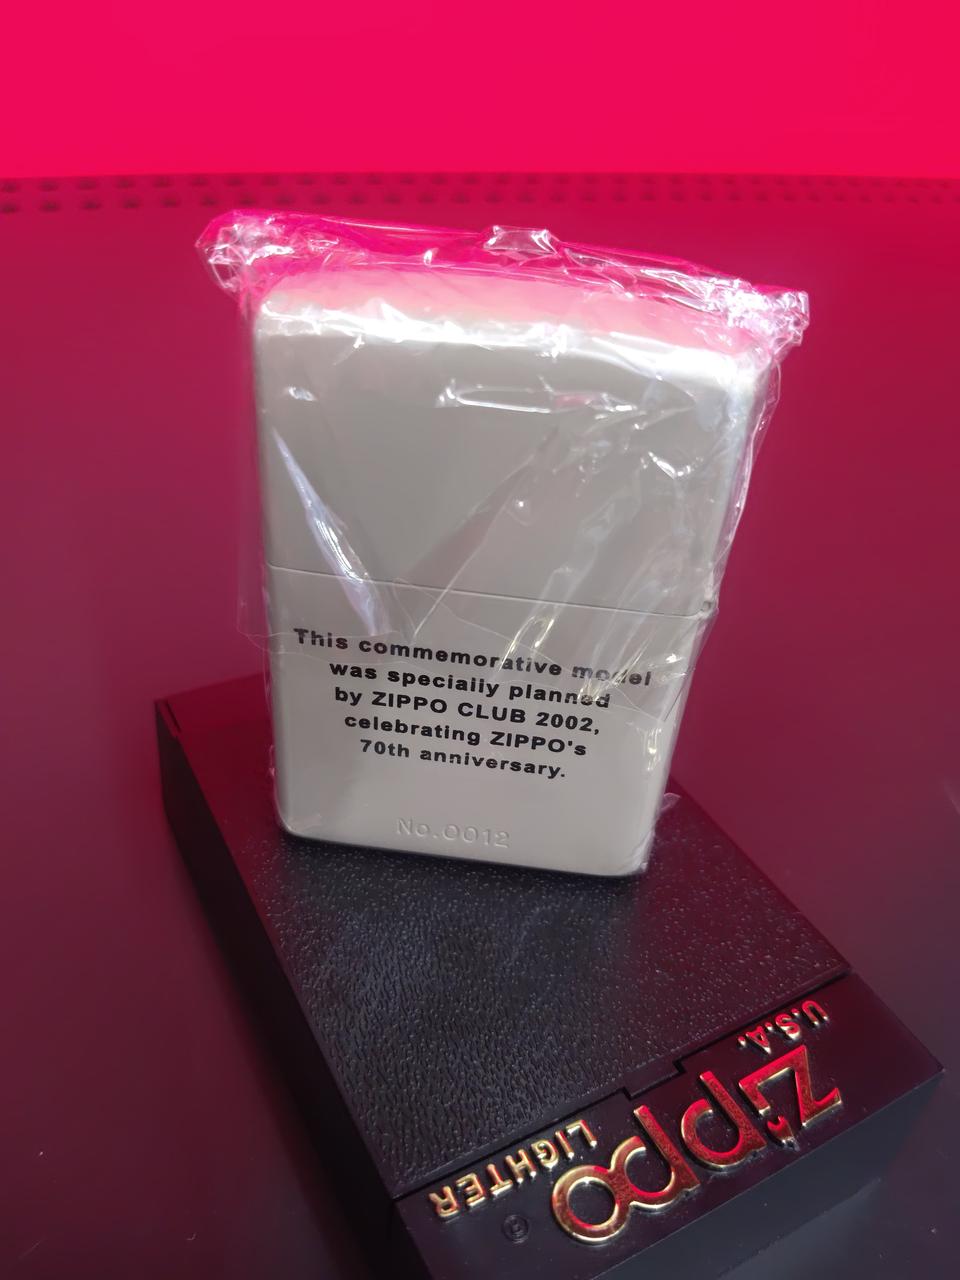 This commemorative model
was specially planned
by ZIPPO CLUB 2002,
celebrating ZIPPO's
70th anniversary.
No.0012
U.S.A.
Zippo
LIGHTER